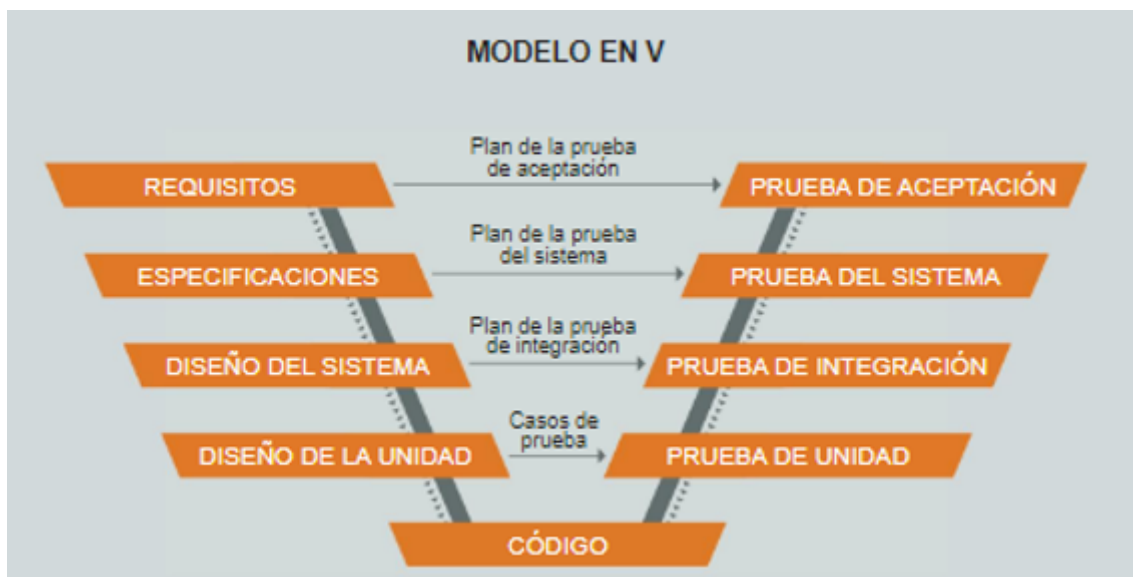 MODELO EN V
Plan de la prueba
de aceptación
REQUISITOS
PRUEBA DE ACEPTACIÓN
Plan de la prueba
del sistema
ESPECIFICACIONES
PRUEBA DEL SISTEMA
Plan de la prueba
de integración
DISEÑO DEL SISTEMA
PRUEBA DE INTEGRACIÓN
Casos de
prueba
DISEÑO DE LA UNIDAD
PRUEBA DE UNIDAD
CÓDIGO